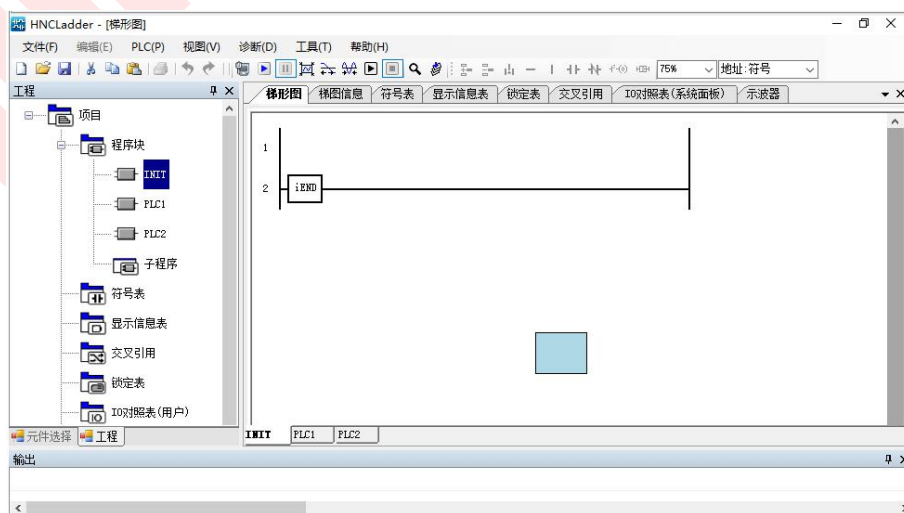 HNCLadder - [梯形图]
文件(F) 编辑(E) PLC(P) 视图(V) 诊断(D) 工具(T) 帮助(H)
75% 地址:符号
工程
梯形图 梯图信息 符号表 显示信息表 锁定表 交叉引用 IO对照表(系统面板) 示波器
项目
程序块
INIT
PLC1
PLC2
子程序
符号表
显示信息表
交叉引用
锁定表
IO对照表(用户)
1
2 iEND
元件选择 工程
INIT PLC1 PLC2
输出